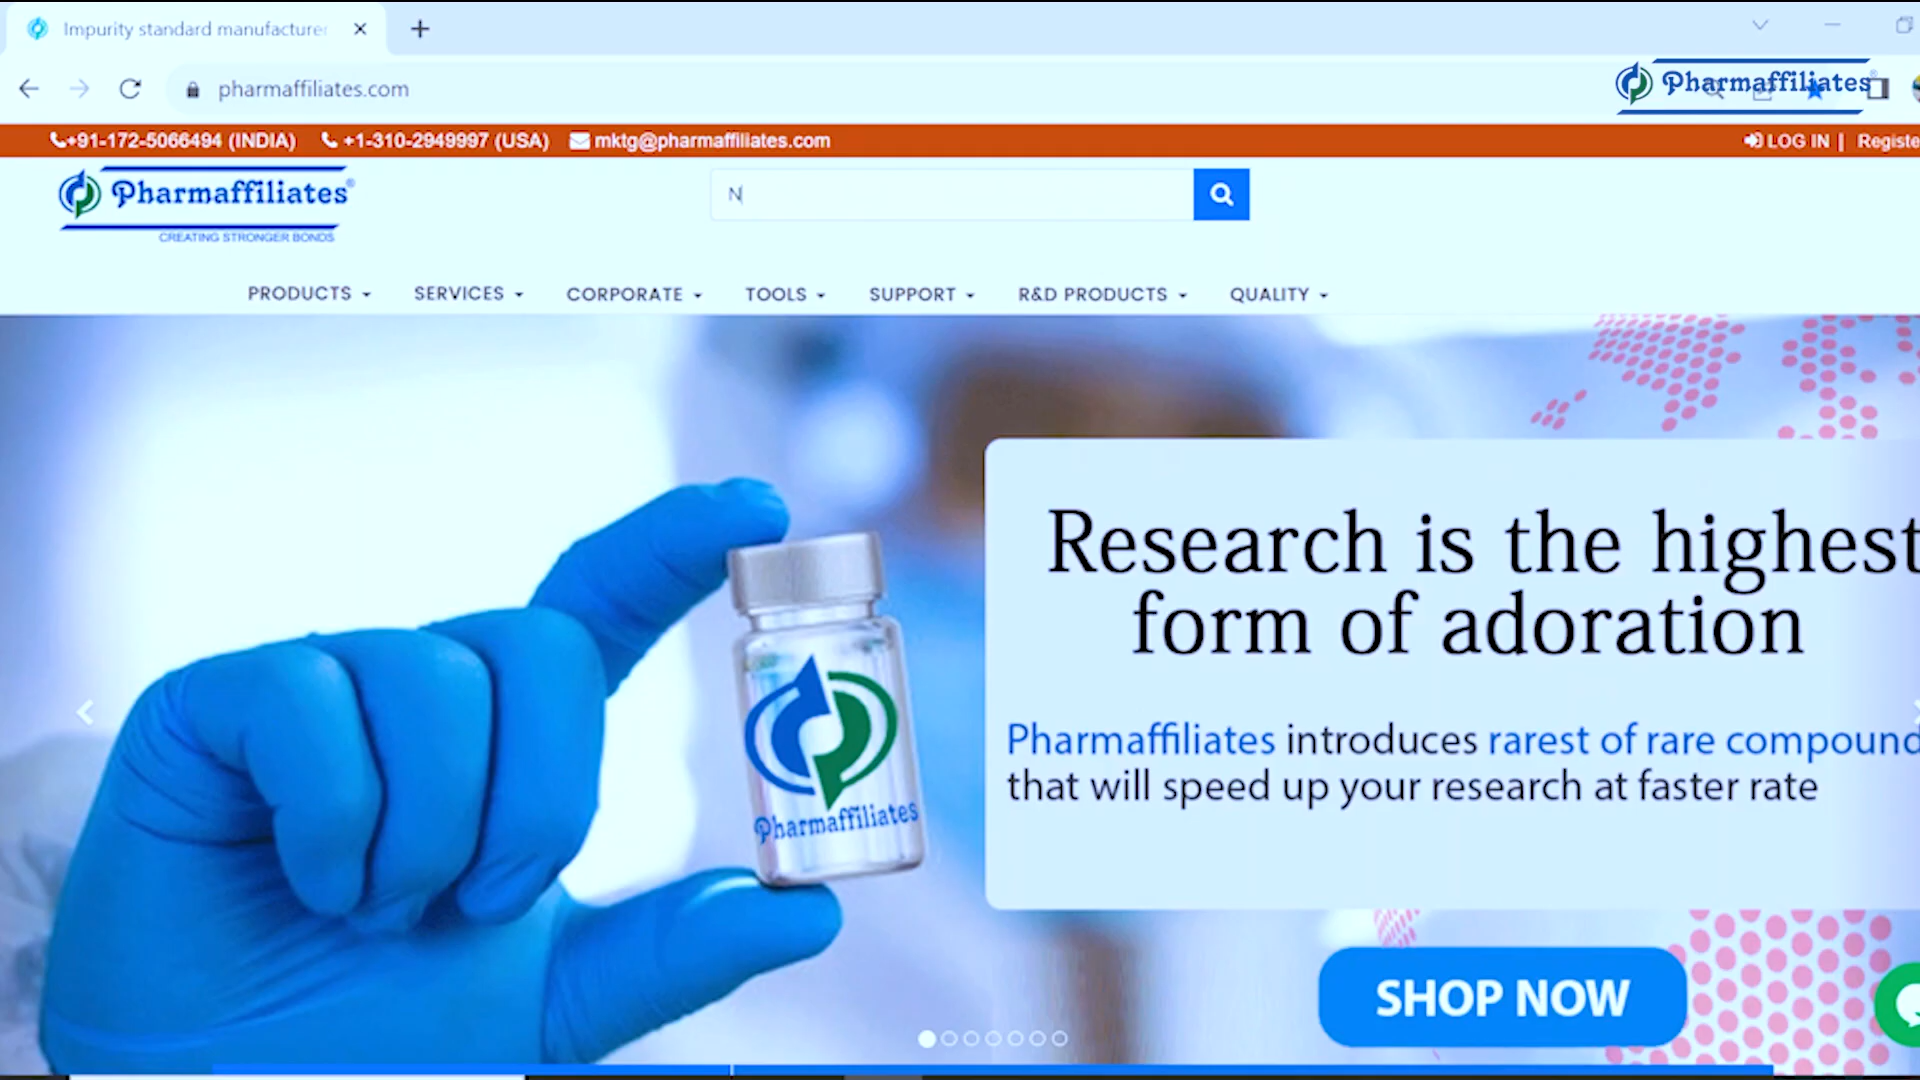 Impurity standard manufacturer
pharmaffiliates.com
Pharmaffiliates
+91-172-5066494 (INDIA) +1-310-2949997 (USA) mktg@pharmaffiliates.com
LOG IN | Registe
Pharmaffiliates®
CREATING STRONGER BONDS
N
PRODUCTS SERVICES CORPORATE TOOLS SUPPORT R&D PRODUCTS QUALITY
Research is the highest
form of adoration
Pharmaffiliates introduces rarest of rare compound
that will speed up your research at faster rate
Pharmaffiliates
SHOP NOW